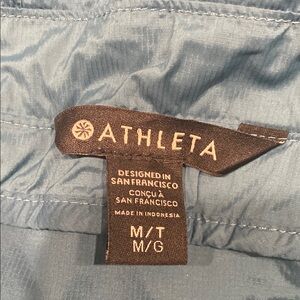 ATHLETA
DESIGNED IN
SAN FRANCISCO
CONÇU À
SAN FRANCISCO
MADE IN INDONESIA
M/T
M/G